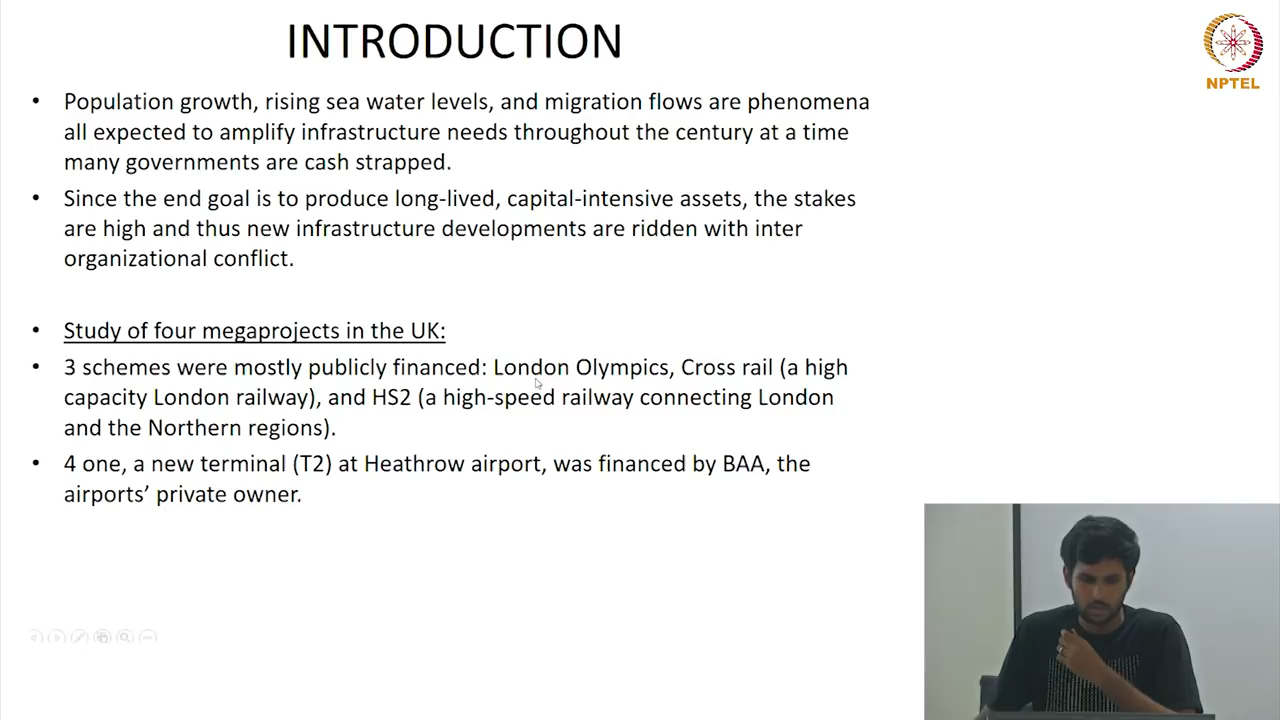 INTRODUCTION
NPTEL
• Population growth, rising sea water levels, and migration flows are phenomena
all expected to amplify infrastructure needs throughout the century at a time
many governments are cash strapped.
• Since the end goal is to produce long-lived, capital-intensive assets, the stakes
are high and thus new infrastructure developments are ridden with inter
organizational conflict.
• Study of four megaprojects in the UK:
• 3 schemes were mostly publicly financed: London Olympics, Cross rail (a high
capacity London railway), and HS2 (a high-speed railway connecting London
and the Northern regions).
• 4 one, a new terminal (T2) at Heathrow airport, was financed by BAA, the
airports’ private owner.